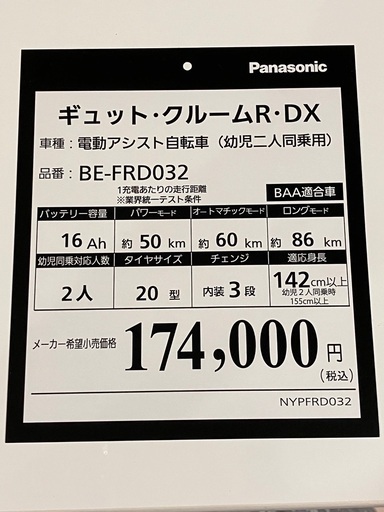 Panasonic
ギュット・クルームR・DX
車種：電動アシスト自転車（幼児二人同乗用）
品番：BE-FRD032
1充電あたりの走行距離
※業界統一テスト条件
BAA適合車
バッテリー容量 パワーモード オートマチックモード ロングモード
16 Ah 約 50 km 約 60 km 約 86 km
幼児同乗対応人数 タイヤサイズ チェンジ 適応身長
2人 20 型 内装 3 段 142cm以上
幼児2人同乗時
155cm以上
メーカー希望小売価格 174,000 円
(税込)
NYPFRD032